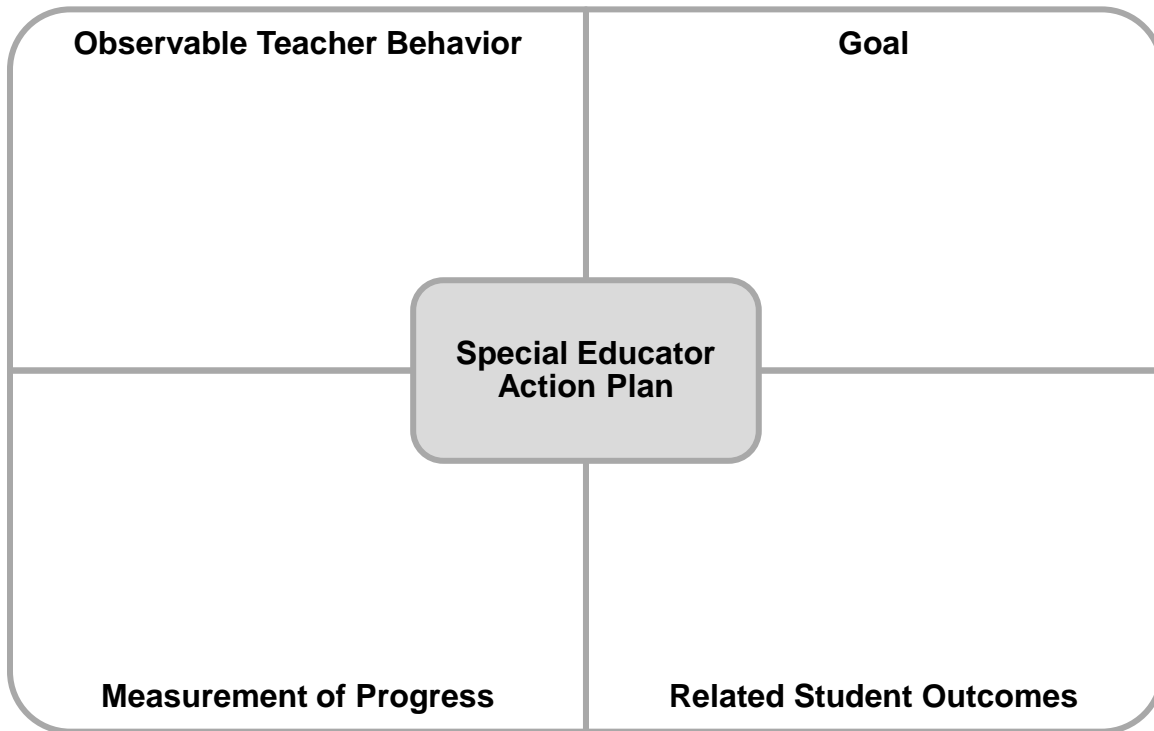 Observable Teacher Behavior
Goal
Special Educator
Action Plan
Measurement of Progress
Related Student Outcomes